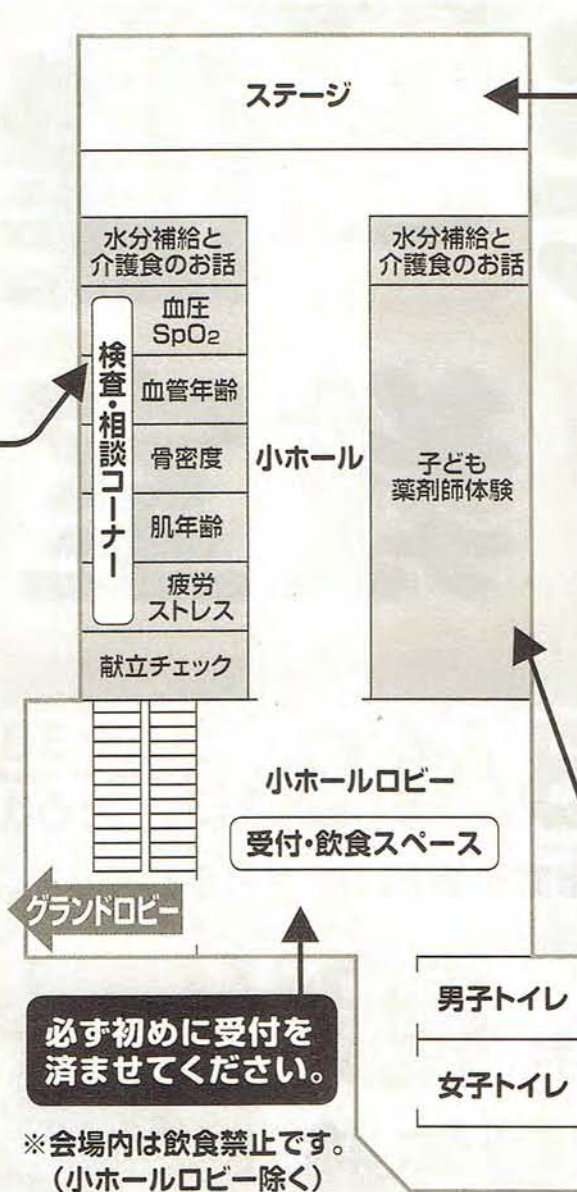 ステージ
水分補給と
介護食のお話
水分補給と
介護食のお話
検査・相談コーナー
血圧
SpO₂
血管年齢
骨密度
肌年齢
疲労
ストレス
献立チェック
小ホール
子ども
薬剤師体験
小ホールロビー
受付・飲食スペース
グランドロビー
必ず初めに受付を
済ませてください。
※会場内は飲食禁止です。
（小ホールロビー除く）
男子トイレ
女子トイレ